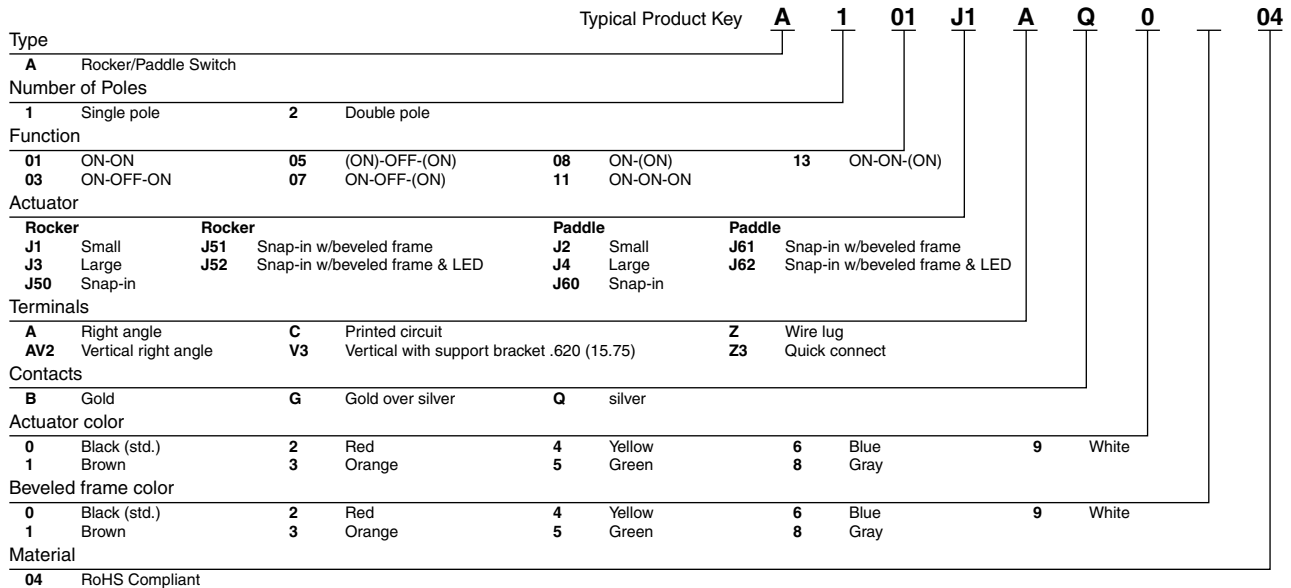 Typical Product Key A 1 01 J1 A Q 0 04
Type
A Rocker/Paddle Switch
Number of Poles
1 Single pole 2 Double pole
Function
01 ON-ON 05 (ON)-OFF-(ON) 08 ON-(ON) 13 ON-ON-(ON)
03 ON-OFF-ON 07 ON-OFF-(ON) 11 ON-ON-ON
Actuator
Rocker Rocker Paddle Paddle
J1 Small J51 Snap-in w/beveled frame J2 Small J61 Snap-in w/beveled frame
J3 Large J52 Snap-in w/beveled frame & LED J4 Large J62 Snap-in w/beveled frame & LED
J50 Snap-in J60 Snap-in
Terminals
A Right angle C Printed circuit Z Wire lug
AV2 Vertical right angle V3 Vertical with support bracket .620 (15.75) Z3 Quick connect
Contacts
B Gold G Gold over silver Q silver
Actuator color
0 Black (std.) 2 Red 4 Yellow 6 Blue 9 White
1 Brown 3 Orange 5 Green 8 Gray
Beveled frame color
0 Black (std.) 2 Red 4 Yellow 6 Blue 9 White
1 Brown 3 Orange 5 Green 8 Gray
Material
04 RoHS Compliant